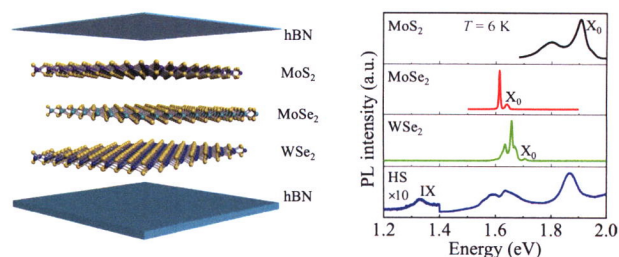 hBN
MoS₂
MoSe₂
WSe₂
hBN
PL intensity (a.u.)
MoS₂
T = 6 K
X₀
MoSe₂
X₀
WSe₂
X₀
HS
×10
IX
1.2 1.4 1.6 1.8 2.0
Energy (eV)